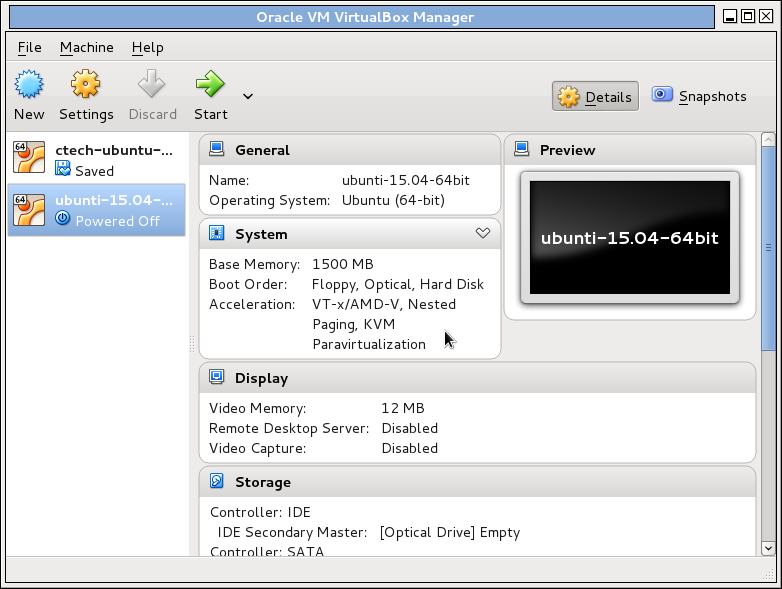 Oracle VM VirtualBox Manager
File Machine Help
New Settings Discard Start Details Snapshots
64 ctech-ubuntu-...
Saved
64 ubunti-15.04-...
Powered Off
General
Name: ubunti-15.04-64bit
Operating System: Ubuntu (64-bit)
Preview
ubunti-15.04-64bit
System
Base Memory: 1500 MB
Boot Order: Floppy, Optical, Hard Disk
Acceleration: VT-x/AMD-V, Nested
Paging, KVM
Paravirtualization
Display
Video Memory: 12 MB
Remote Desktop Server: Disabled
Video Capture: Disabled
Storage
Controller: IDE
IDE Secondary Master: [Optical Drive] Empty
Controller: SATA